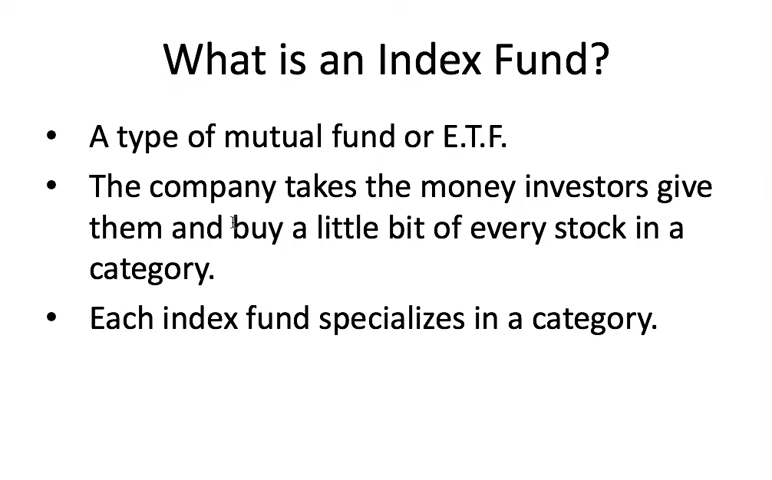 What is an Index Fund?
• A type of mutual fund or E.T.F.
• The company takes the money investors give
them and buy a little bit of every stock in a
category.
• Each index fund specializes in a category.